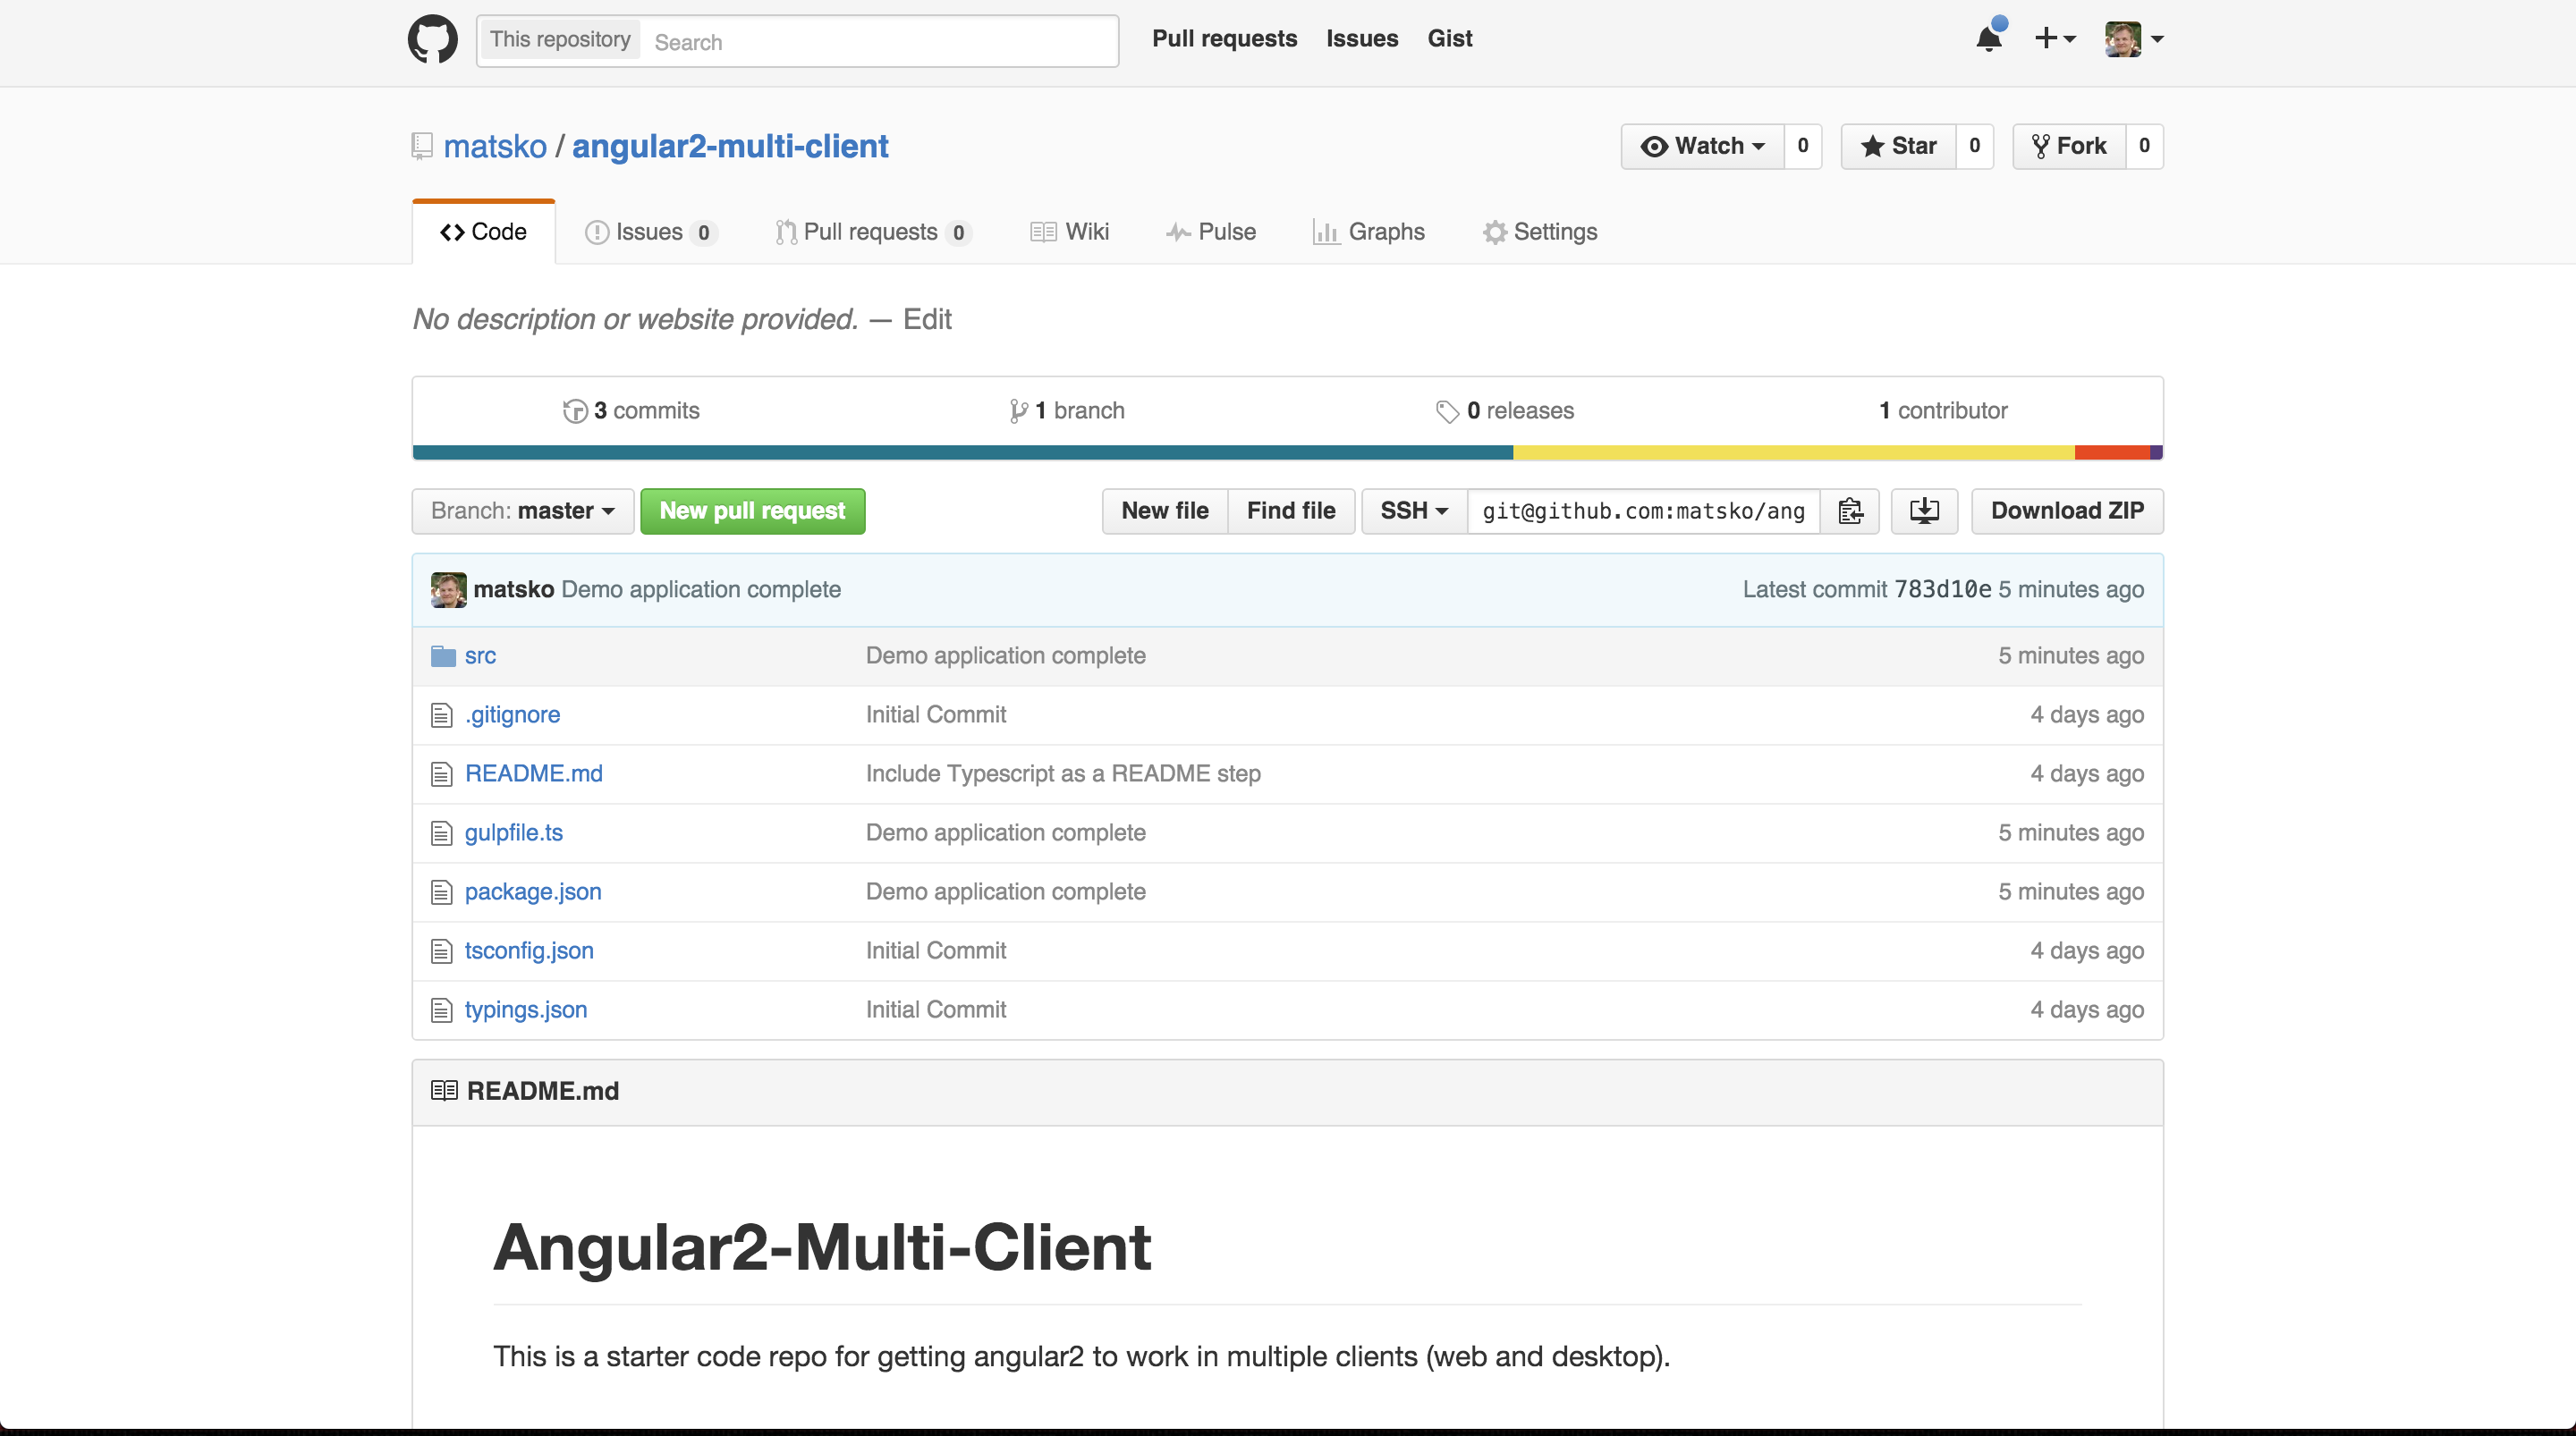 This repository Search Pull requests Issues Gist
matsko / angular2-multi-client Watch 0 Star 0 Fork 0
Code Issues 0 Pull requests 0 Wiki Pulse Graphs Settings
No description or website provided. — Edit
3 commits 1 branch 0 releases 1 contributor
Branch: master New pull request New file Find file SSH git@github.com:matsko/ang Download ZIP
matsko Demo application complete Latest commit 783d10e 5 minutes ago
src Demo application complete 5 minutes ago
.gitignore Initial Commit 4 days ago
README.md Include Typescript as a README step 4 days ago
gulpfile.ts Demo application complete 5 minutes ago
package.json Demo application complete 5 minutes ago
tsconfig.json Initial Commit 4 days ago
typings.json Initial Commit 4 days ago
README.md
Angular2-Multi-Client
This is a starter code repo for getting angular2 to work in multiple clients (web and desktop).